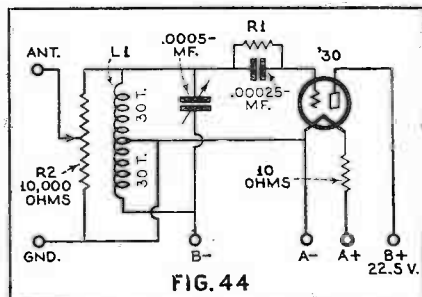 ANT.
L1
.0005-
MF.
R1
'30
.00025-
MF.
30 T.
30 T.
R2
10,000
OHMS
10
OHMS
GND.
B-
A-
A+
B+
22.5 V.
FIG. 44